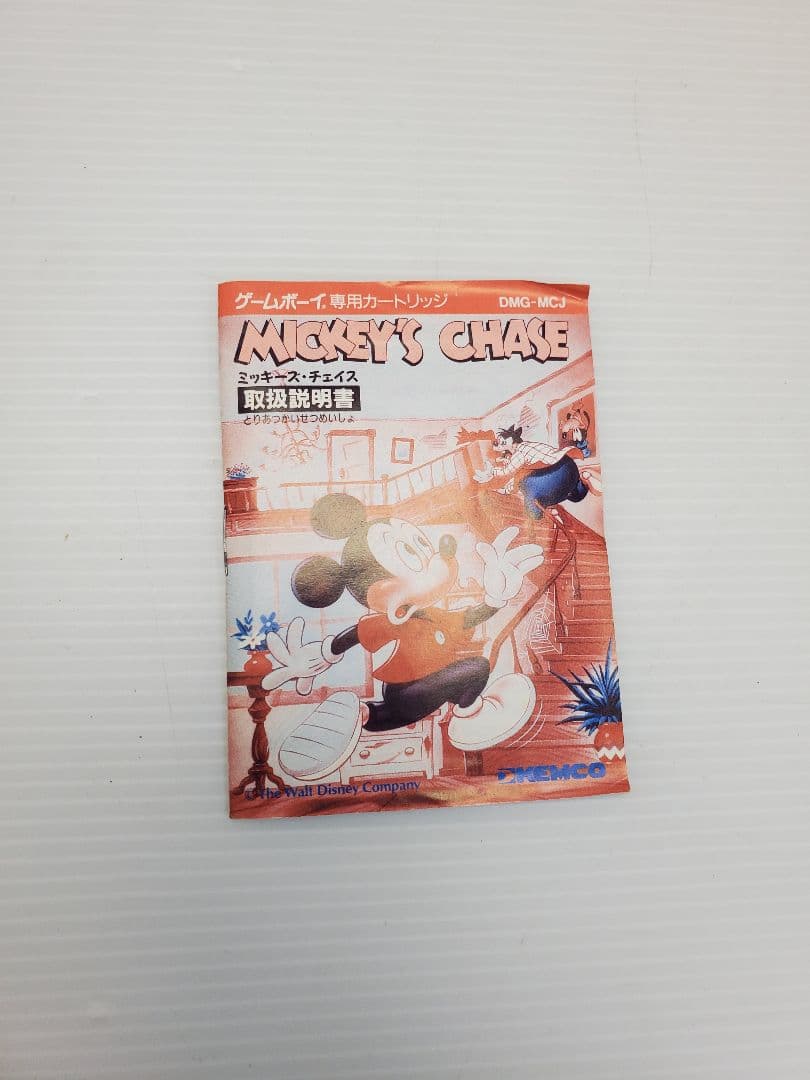 ゲームボーイ® 専用カートリッジ DMG-MCJ
MICKEY'S CHASE
ミッキーズ・チェイス
取扱説明書
とりあつかいせつめいしょ
KEMCO
©The Walt Disney Company